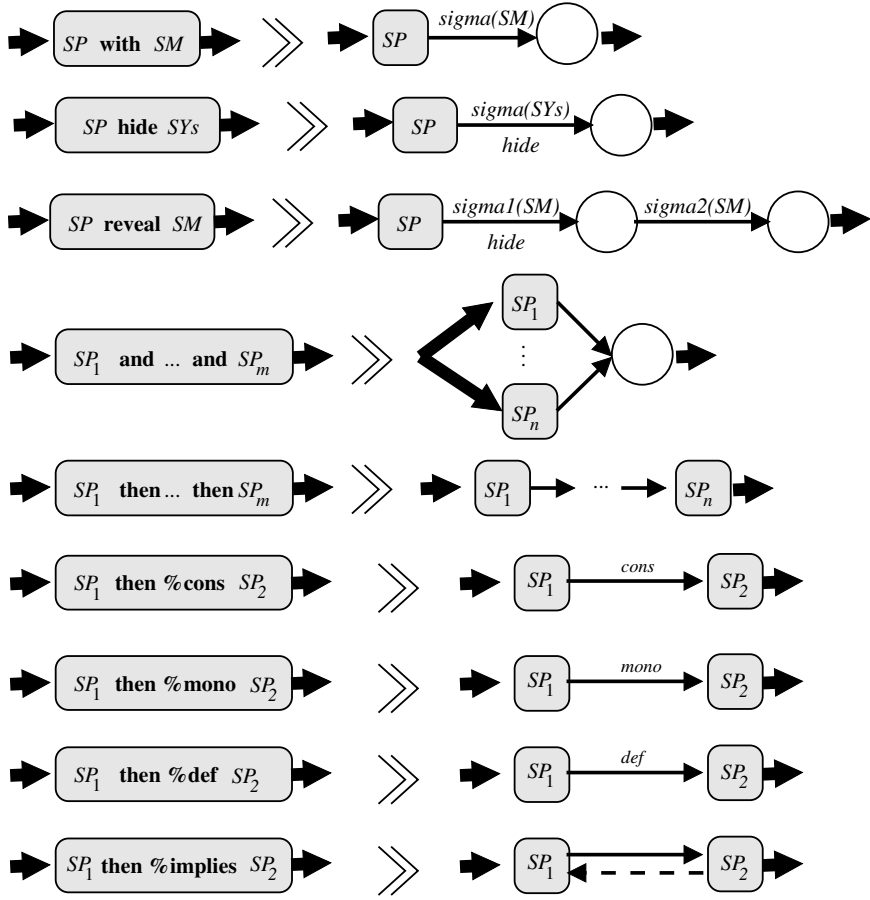 SP with SM SP sigma(SM)
SP hide SYs SP sigma(SYs)
hide
SP reveal SM SP sigma1(SM) sigma2(SM)
hide
SP1
SP1 and ... and SPm
⋮
SPn
SP1 then ... then SPm SP1 ... SPn
SP1 then %cons SP2 SP1 cons SP2
SP1 then %mono SP2 SP1 mono SP2
SP1 then %def SP2 SP1 def SP2
SP1 then %implies SP2 SP1 SP2